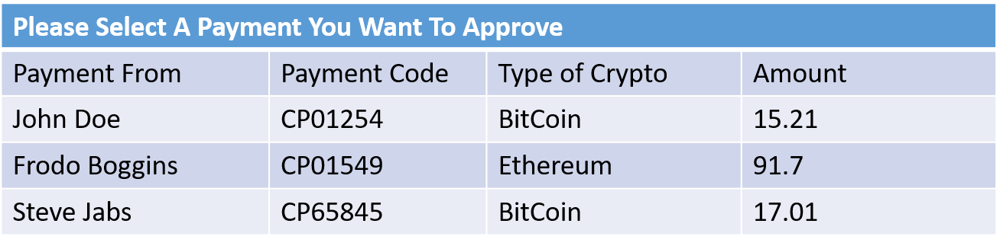 Please Select A Payment You Want To Approve
Payment From Payment Code Type of Crypto Amount
John Doe CP01254 BitCoin 15.21
Frodo Boggins CP01549 Ethereum 91.7
Steve Jabs CP65845 BitCoin 17.01